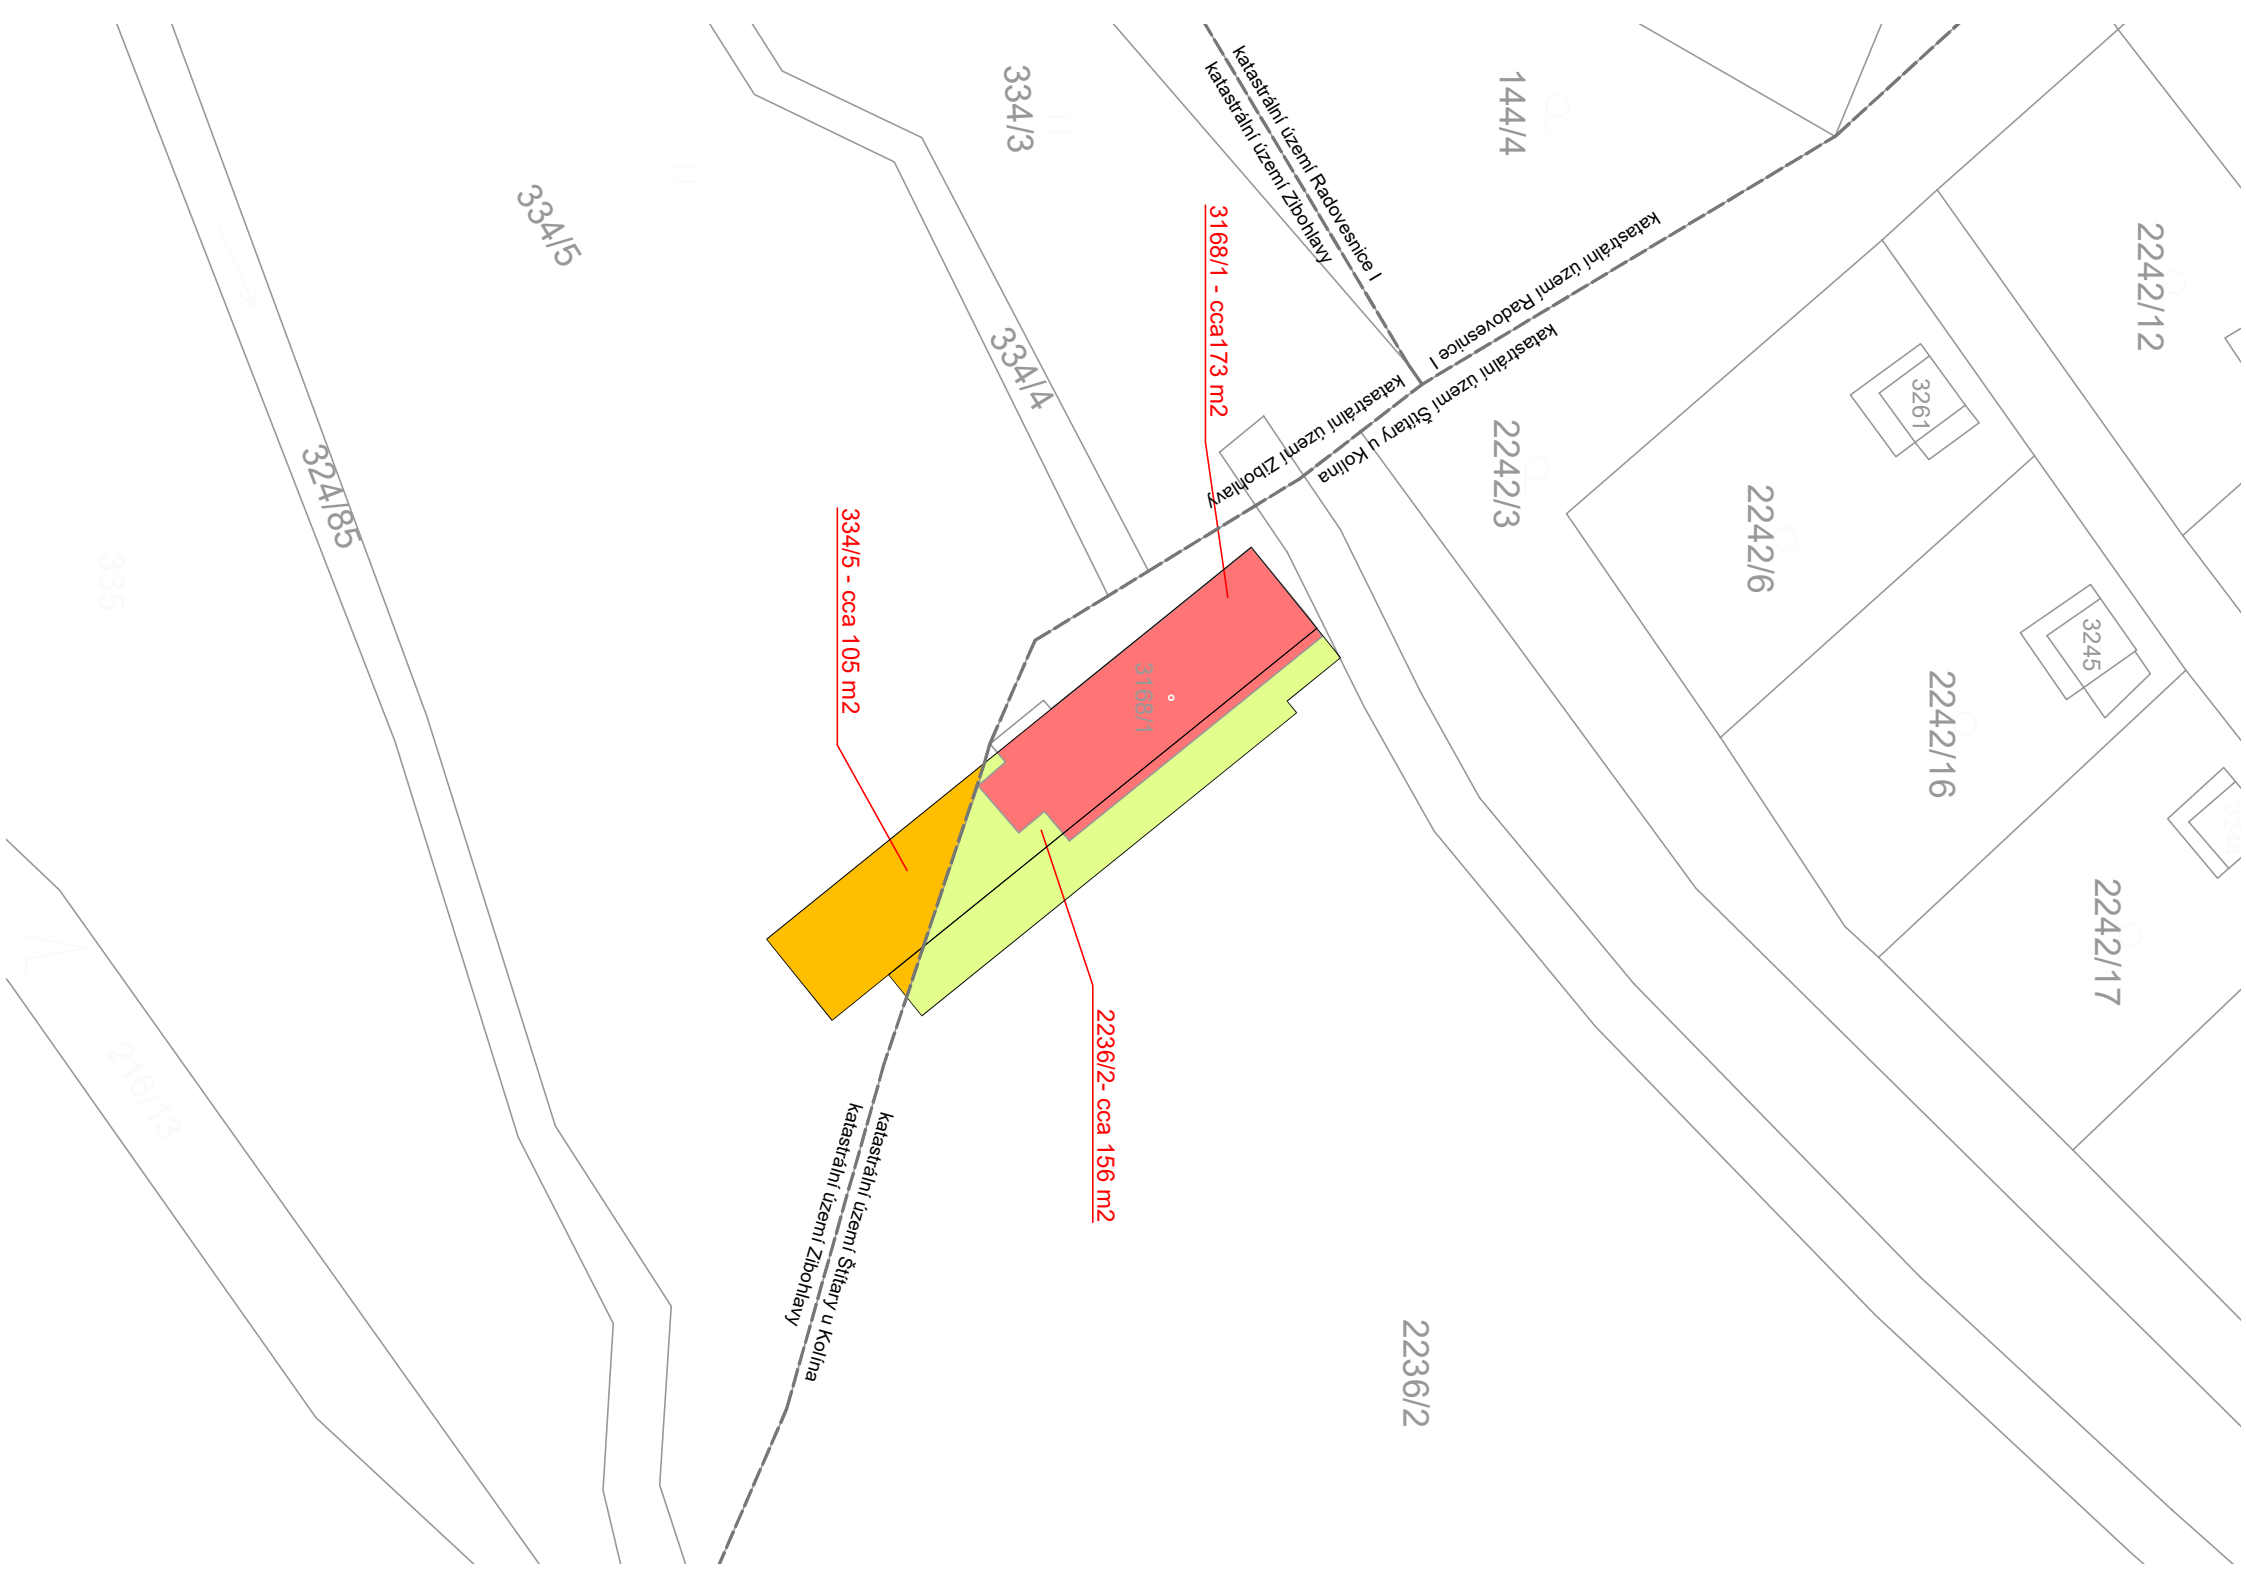 334/3
144/4
katastrální území Radovesnice I
katastrální území Zibohlavy
334/5
3168/1 - cca173 m2
katastrální území Radovesnice I
katastrální území Štítary u Kolína
katastrální území Zibohlavy
2242/12
334/4
3261
2242/3
324/85
2242/6
334/5 - cca 105 m2
335
3245
3168/1
2242/16
2242/17
2236/2- cca 156 m2
216/13
katastrální území Štítary u Kolína
katastrální území Zibohlavy
2236/2